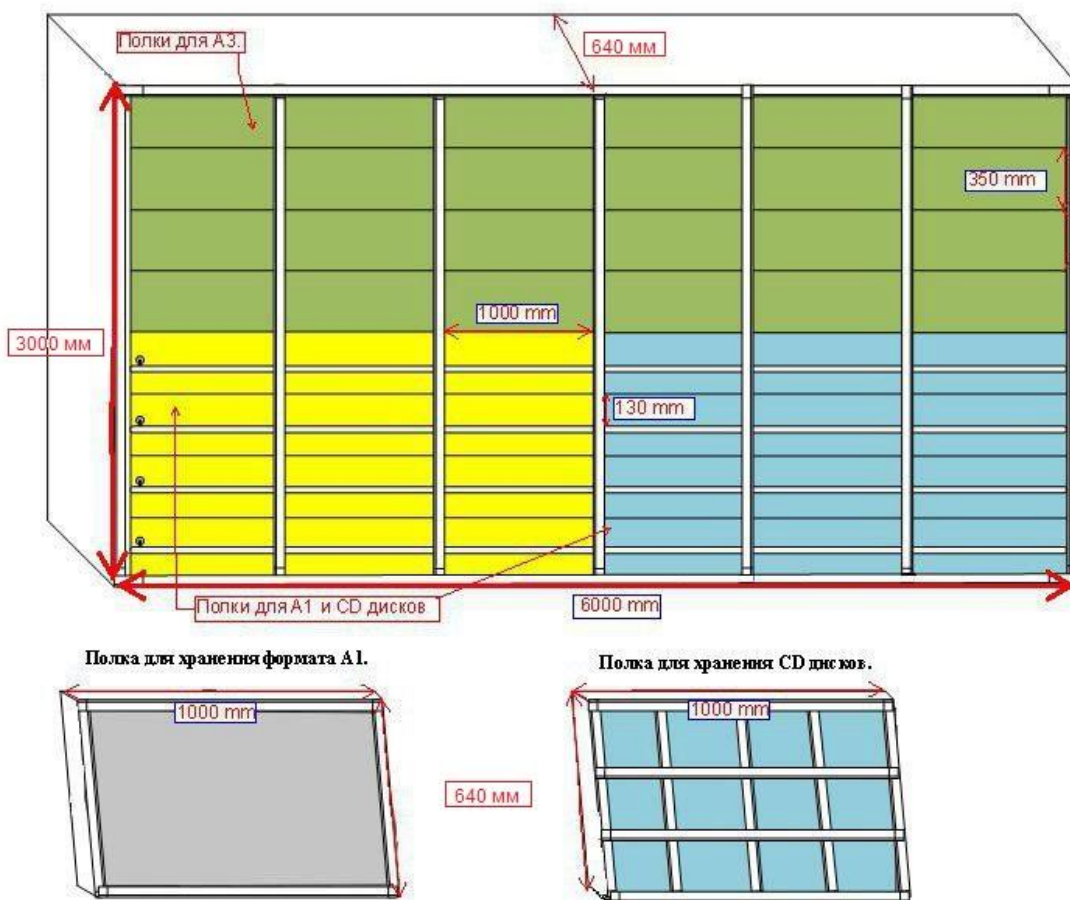 Полки для А3.
640 мм
350 mm
1000 mm
3000 мм
130 mm
Полки для А1 и CD дисков
6000 mm
Полка для хранения формата А1.
Полка для хранения CD дисков.
1000 mm
1000 mm
640 мм